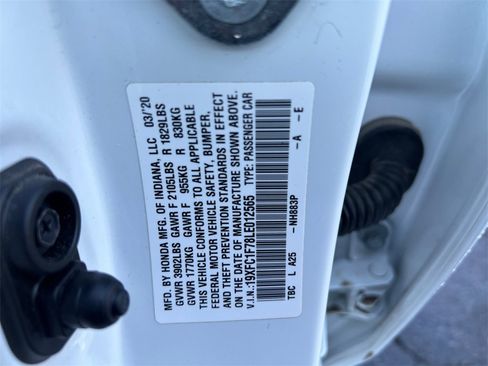 MFD. BY HONDA MFG. OF INDIANA, LLC 03/'20
GVWR 3902LBS GAWR F 2105LBS R 1829LBS
GVWR 1770KG GAWR F 955KG R 830KG
THIS VEHICLE CONFORMS TO ALL APPLICABLE
FEDERAL MOTOR VEHICLE SAFETY, BUMPER,
AND THEFT PREVENTION STANDARDS IN EFFECT
ON THE DATE OF MANUFACTURE SHOWN ABOVE.
V.I.N.:19XFC1F78LE012565 TYPE: PASSENGER CAR
-NH883P -A -E
TBC L A25